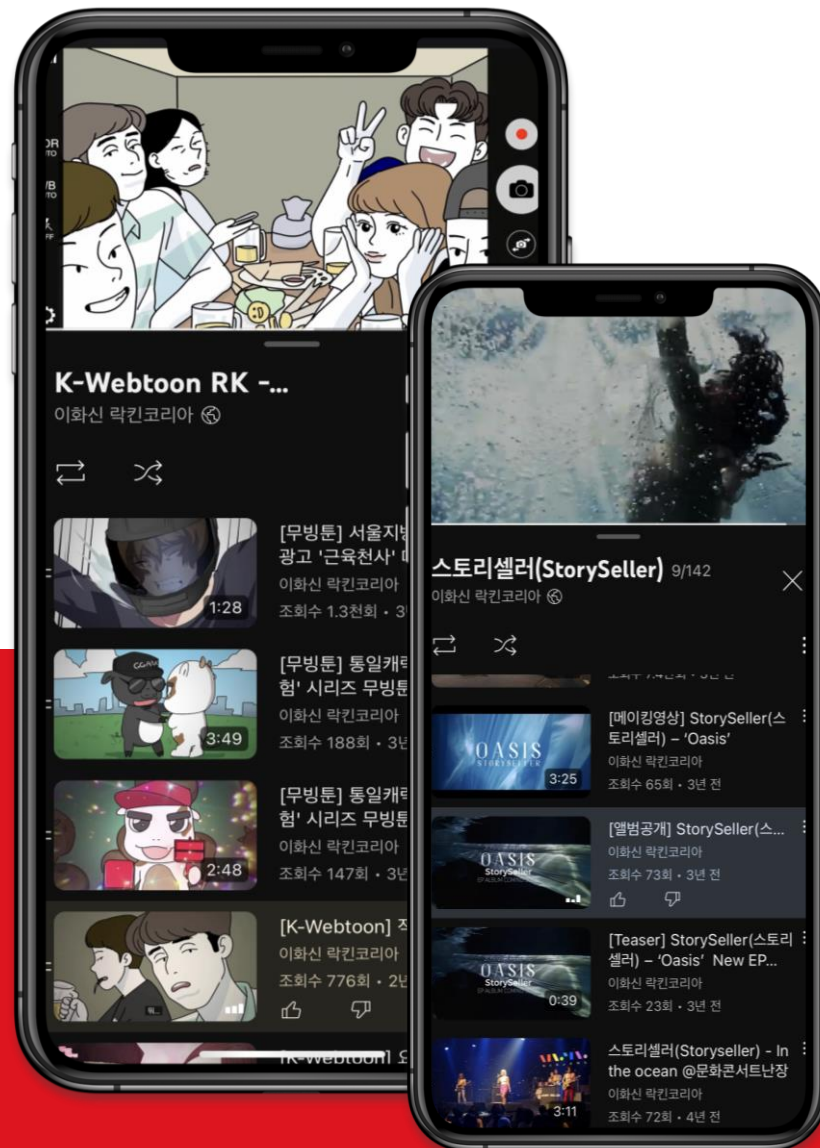 K-Webtoon RK -...
이화신 락킨코리아
[무빙툰] 서울지방
광고 '근육천사'
이화신 락킨코리아
조회수 1.3천회 • 3
1:28
[무빙툰] 통일캐릭
험' 시리즈 무빙툰
이화신 락킨코리아
조회수 188회 • 3년
3:49
[무빙툰] 통일캐릭
험' 시리즈 무빙툰
이화신 락킨코리아
조회수 147회 • 3년
2:48
[K-Webtoon]
이화신 락킨코리아
조회수 776회 • 2년
[K-Webtoon]
스토리셀러(StorySeller) 9/142
이화신 락킨코리아
OASIS
STORYSELLER
3:25
[메이킹영상] StorySeller(스
토리셀러) – 'Oasis'
이화신 락킨코리아
조회수 65회 • 3년 전
OASIS
StorySeller
[앨범공개] StorySeller(스...
이화신 락킨코리아
조회수 73회 • 3년 전
OASIS
StorySeller
0:39
[Teaser] StorySeller(스토리
셀러) – 'Oasis' New EP...
이화신 락킨코리아
조회수 23회 • 3년 전
3:11
스토리셀러(Storyseller) - In
the ocean @문화콘서트난장
이화신 락킨코리아
조회수 72회 • 4년 전